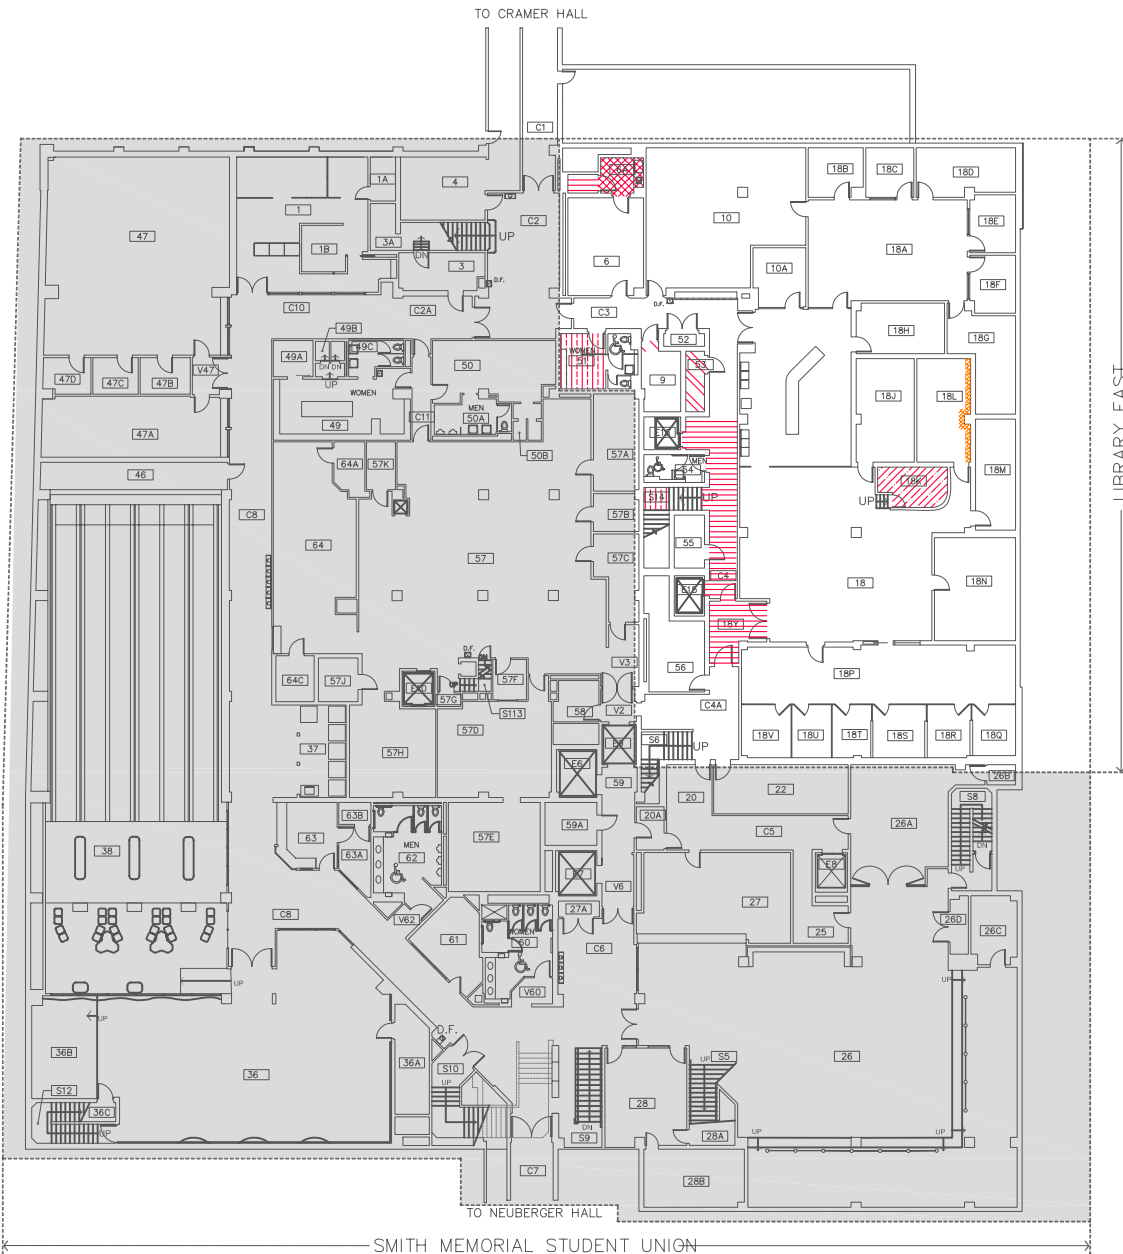 TO CRAMER HALL
C1
1A
4
18B
18C
18D
1
C2
10
18E
47
UP
3A
1B
DN
18A
6
3
10A
D.F.
18F
C10
C2A
C3
D.F.
49B
18H
18G
52
49A
49C
WOMEN
DN DN
51
53
UP
50
V47
9
47D
47C
47B
WOMEN
18J
18L
LIBRARY EAST
MEN
C11
50A
49
47A
50B
57A
MEN
64A
57K
54
18M
46
18K
S14
UP
UP
C8
57B
64
57
55
57C
C4
18
18N
18Y
D.F.
V3
56
18P
64C
57J
57F
57G
C4A
S113
58
V2
57D
S6
UP
18V
18U
18T
18S
18R
18Q
37
57H
E6
59
26B
22
20
S8
63B
20A
59A
26A
63
57E
C5
MEN
DN
63A
62
38
E8
UP
E7
V6
27
C8
V62
27A
26D
26C
25
WOMEN
61
60
C6
UP
UP
V60
UP
D.F.
36B
36A
26
S10
UP
S5
36
UP
S12
28
36C
UP
DN
28A
UP
UP
S9
C7
28B
TO NEUBERGER HALL
SMITH MEMORIAL STUDENT UNION